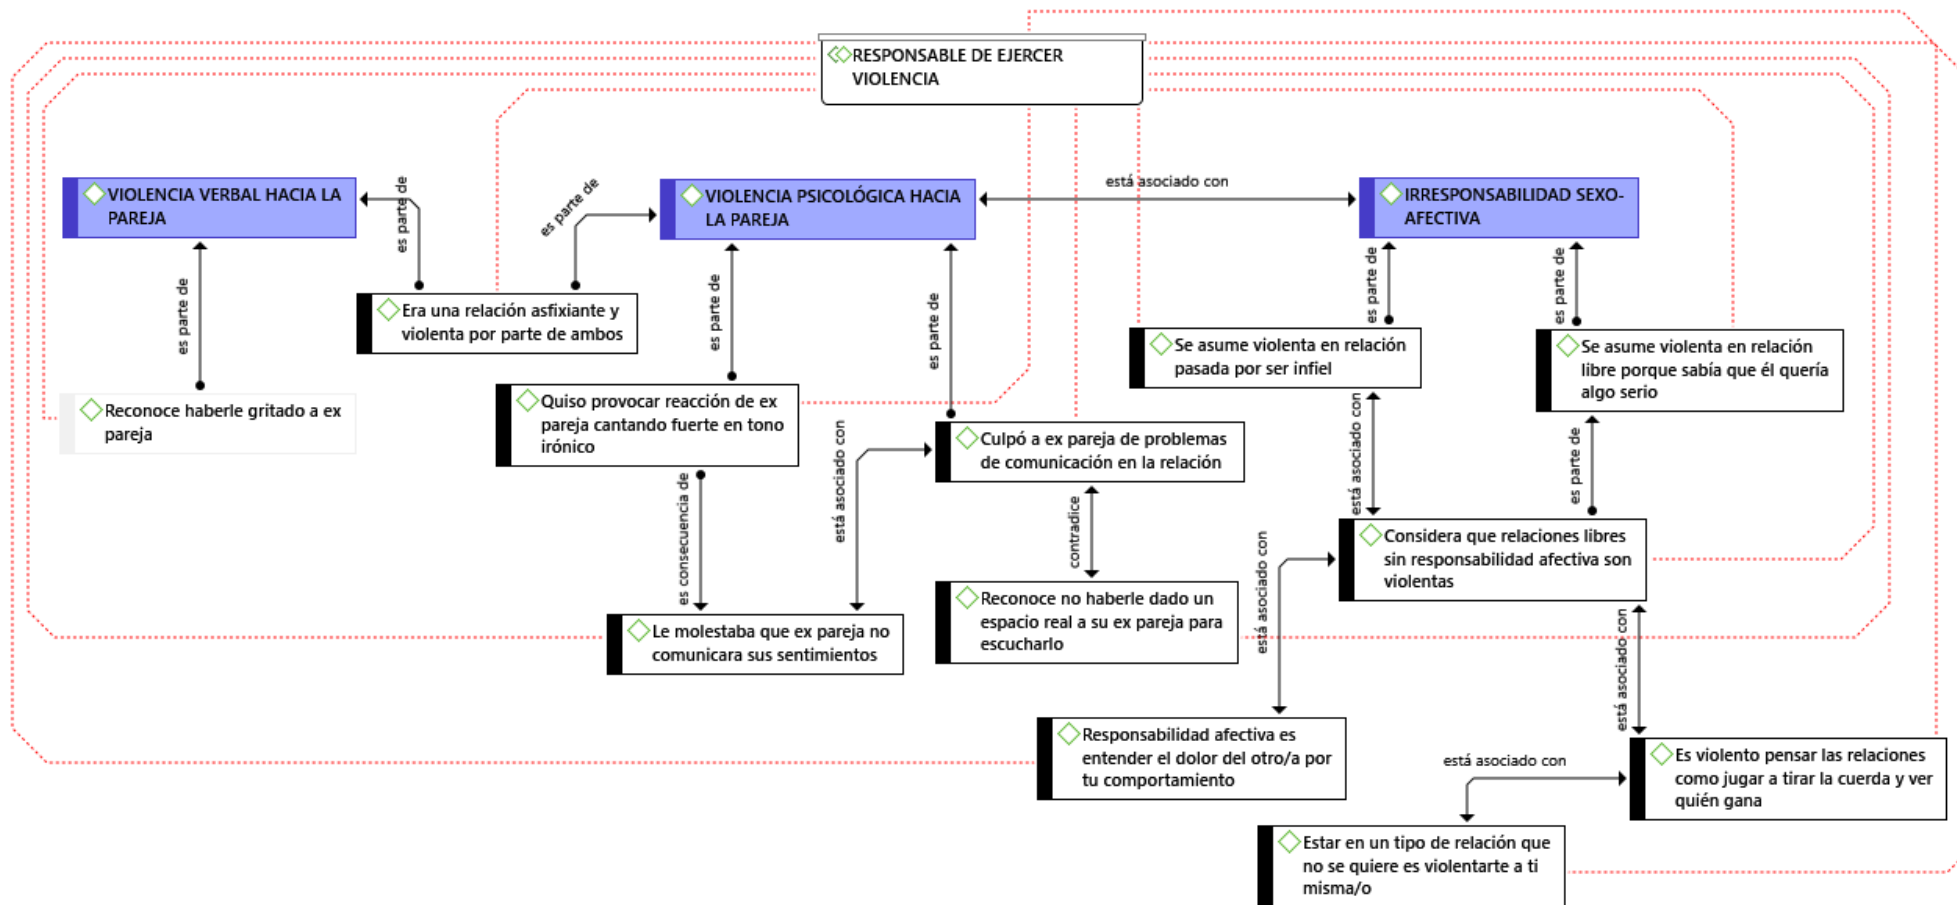 RESPONSABLE DE EJERCER
VIOLENCIA
VIOLENCIA VERBAL HACIA LA
PAREJA
es parte de
es parte de
VIOLENCIA PSICOLÓGICA HACIA
LA PAREJA
está asociado con
IRRESPONSABILIDAD SEXO-
AFECTIVA
es parte de
Era una relación asfixiante y
violenta por parte de ambos
es parte de
es parte de
es parte de
es parte de
Se asume violenta en relación
pasada por ser infiel
Se asume violenta en relación
libre porque sabía que él quería
algo serio
Reconoce haberle gritado a ex
pareja
Quiso provocar reacción de ex
pareja cantando fuerte en tono
irónico
está asociado con
Culpó a ex pareja de problemas
de comunicación en la relación
está asociado con
es parte de
es consecuencia de
contradice
está asociado con
Considera que relaciones libres
sin responsabilidad afectiva son
violentas
Le molestaba que ex pareja no
comunicara sus sentimientos
Reconoce no haberle dado un
espacio real a su ex pareja para
escucharlo
está asociado con
Responsabilidad afectiva es
entender el dolor del otro/a por
tu comportamiento
está asociado con
Es violento pensar las relaciones
como jugar a tirar la cuerda y ver
quién gana
Estar en un tipo de relación que
no se quiere es violentarte a ti
misma/o